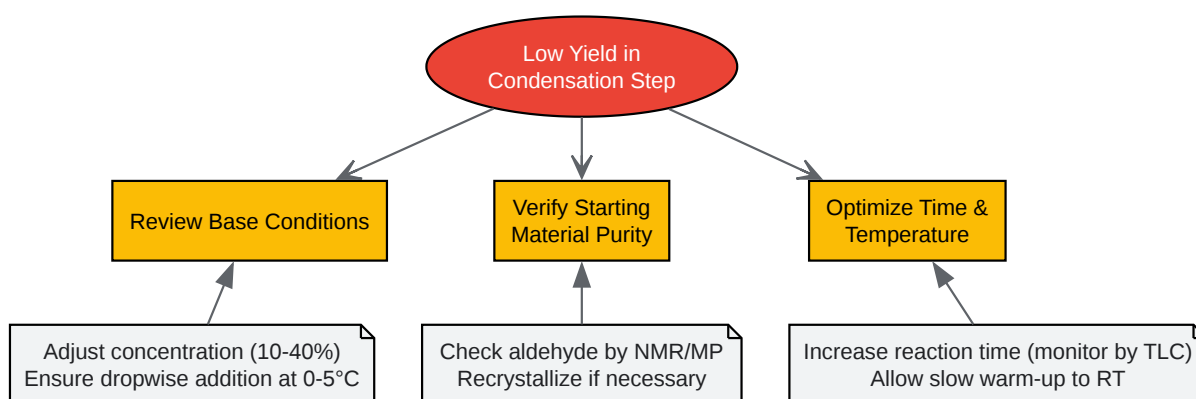 Low Yield in
Condensation Step
Review Base Conditions
Verify Starting
Material Purity
Optimize Time &
Temperature
Adjust concentration (10-40%)
Ensure dropwise addition at 0-5°C
Check aldehyde by NMR/MP
Recrystallize if necessary
Increase reaction time (monitor by TLC)
Allow slow warm-up to RT